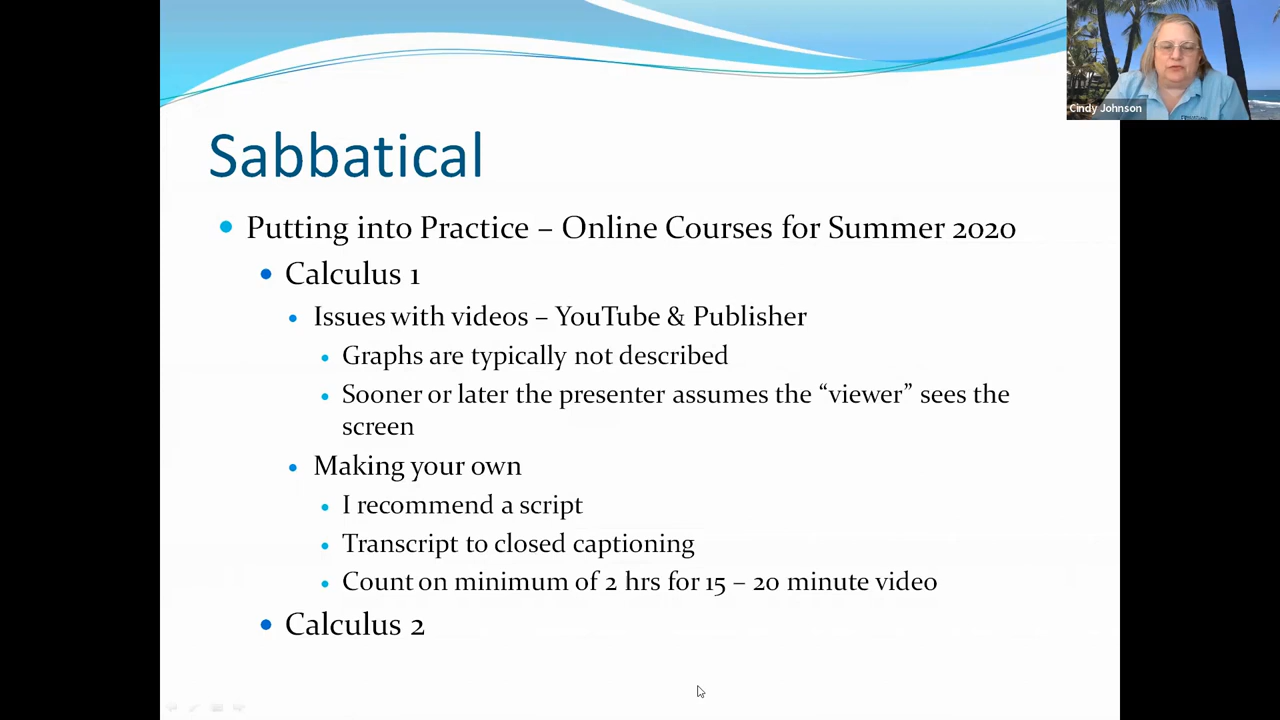 Cindy Johnson
Sabbatical
Putting into Practice – Online Courses for Summer 2020
Calculus 1
Issues with videos – YouTube & Publisher
Graphs are typically not described
Sooner or later the presenter assumes the “viewer” sees the
screen
Making your own
I recommend a script
Transcript to closed captioning
Count on minimum of 2 hrs for 15 – 20 minute video
Calculus 2